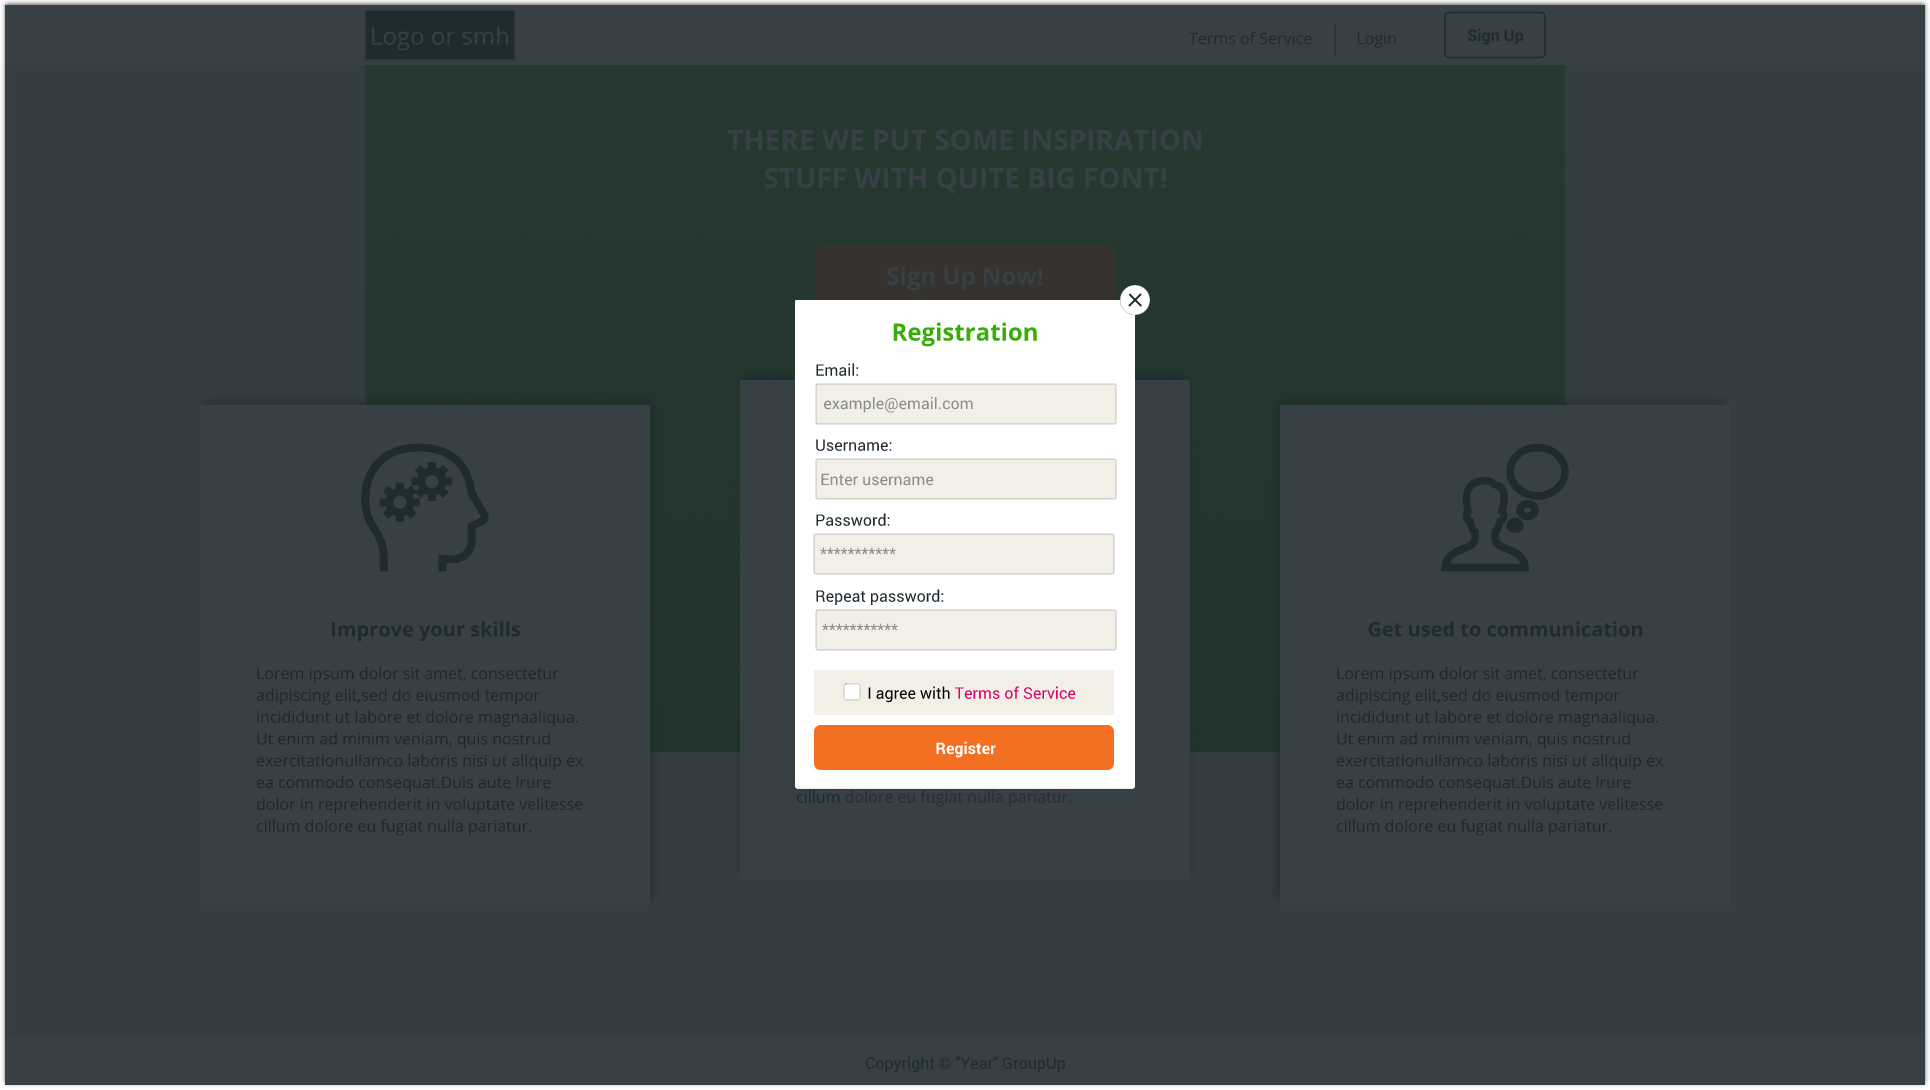 Logo or smh
Terms of Service
Login
Sign Up
THERE WE PUT SOME INSPIRATION
STUFF WITH QUITE BIG FONT!
Sign Up Now!
Registration
Email:
example@email.com
Username:
Enter username
Password:
***********
Repeat password:
***********
I agree with Terms of Service
Register
Improve your skills
Lorem ipsum dolor sit amet, consectetur
adipiscing elit,sed do eiusmod tempor
incididunt ut labore et dolore magnaaliqua.
Ut enim ad minim veniam, quis nostrud
exercitationullamco laboris nisi ut aliquip ex
ea commodo consequat.Duis aute irure
dolor in reprehenderit in voluptate velitesse
cillum dolore eu fugiat nulla pariatur.
cillum dolore eu fugiat nulla pariatur.
Get used to communication
Lorem ipsum dolor sit amet, consectetur
adipiscing elit,sed do eiusmod tempor
incididunt ut labore et dolore magnaaliqua.
Ut enim ad minim veniam, quis nostrud
exercitationullamco laboris nisi ut aliquip ex
ea commodo consequat.Duis aute irure
dolor in reprehenderit in voluptate velitesse
cillum dolore eu fugiat nulla pariatur.
Copyright © "Year" GroupUp